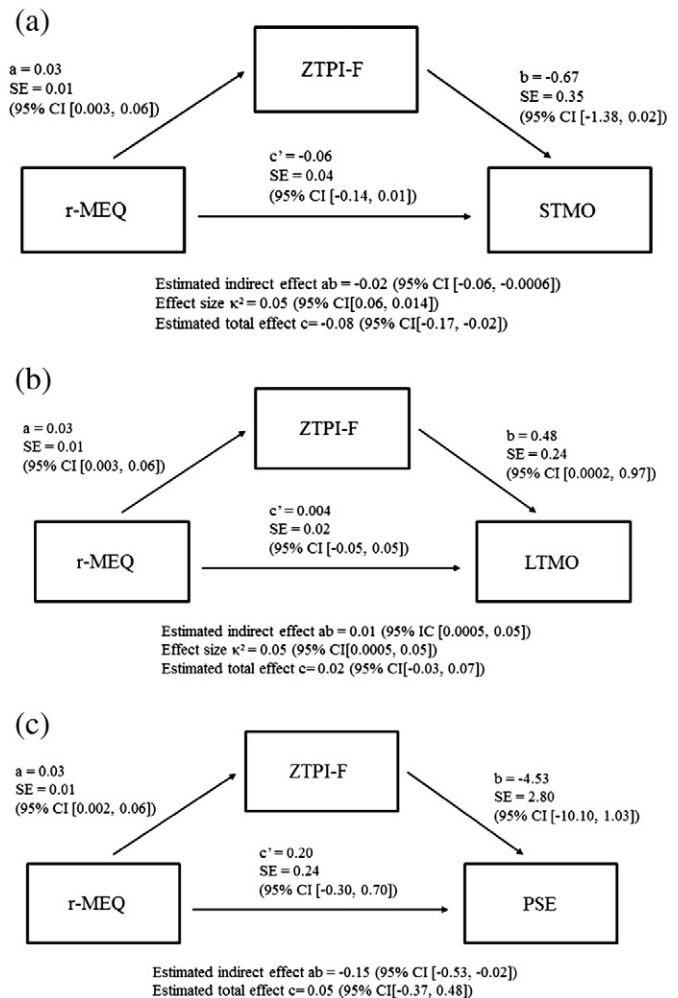 (a)
a = 0.03
SE = 0.01
(95% CI [0.003, 0.06])
ZTPI-F
b = -0.67
SE = 0.35
(95% CI [-1.38, 0.02])
r-MEQ
c' = -0.06
SE = 0.04
(95% CI [-0.14, 0.01])
STMO
Estimated indirect effect ab = -0.02 (95% CI [-0.06, -0.0006])
Effect size κ² = 0.05 (95% CI[0.06, 0.014])
Estimated total effect c= -0.08 (95% CI[-0.17, -0.02])
(b)
a = 0.03
SE = 0.01
(95% CI [0.003, 0.06])
ZTPI-F
b = 0.48
SE = 0.24
(95% CI [0.0002, 0.97])
r-MEQ
c' = 0.004
SE = 0.02
(95% CI [-0.05, 0.05])
LTMO
Estimated indirect effect ab = 0.01 (95% IC [0.0005, 0.05])
Effect size κ² = 0.05 (95% CI[0.0005, 0.05])
Estimated total effect c= 0.02 (95% CI[-0.03, 0.07])
(c)
a = 0.03
SE = 0.01
(95% CI [0.002, 0.06])
ZTPI-F
b = -4.53
SE = 2.80
(95% CI [-10.10, 1.03])
r-MEQ
c' = 0.20
SE = 0.24
(95% CI [-0.30, 0.70])
PSE
Estimated indirect effect ab = -0.15 (95% CI [-0.53, -0.02])
Estimated total effect c= 0.05 (95% CI[-0.37, 0.48])